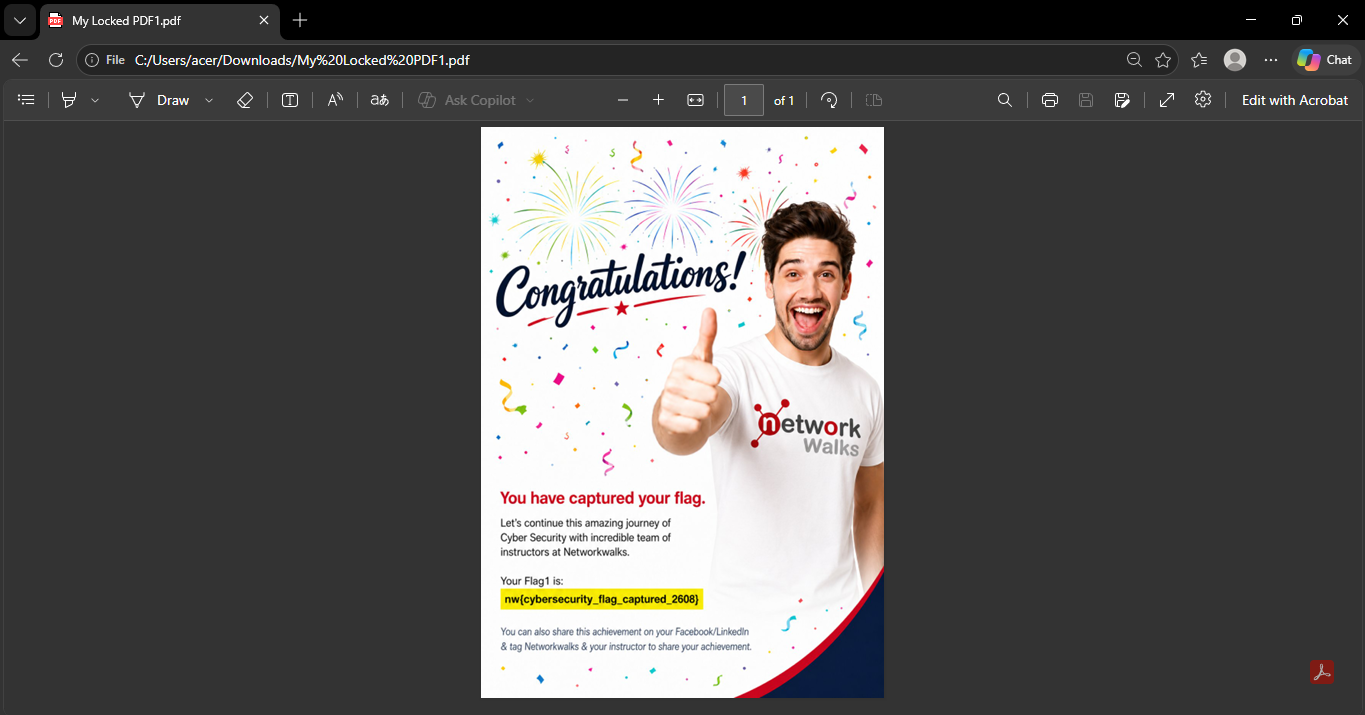 My Locked PDF1.pdf
File C:/Users/acer/Downloads/My%20Locked%20PDF1.pdf
Chat
Draw
A
aあ
Ask Copilot
1 of 1
Edit with Acrobat
Congratulations!
network
Walks
You have captured your flag.
Let's continue this amazing journey of
Cyber Security with incredible team of
instructors at Networkwalks.
Your Flag1 is:
nw{cybersecurity_flag_captured_2608}
You can also share this achievement on your Facebook/LinkedIn
& tag Networkwalks & your instructor to share your achievement.